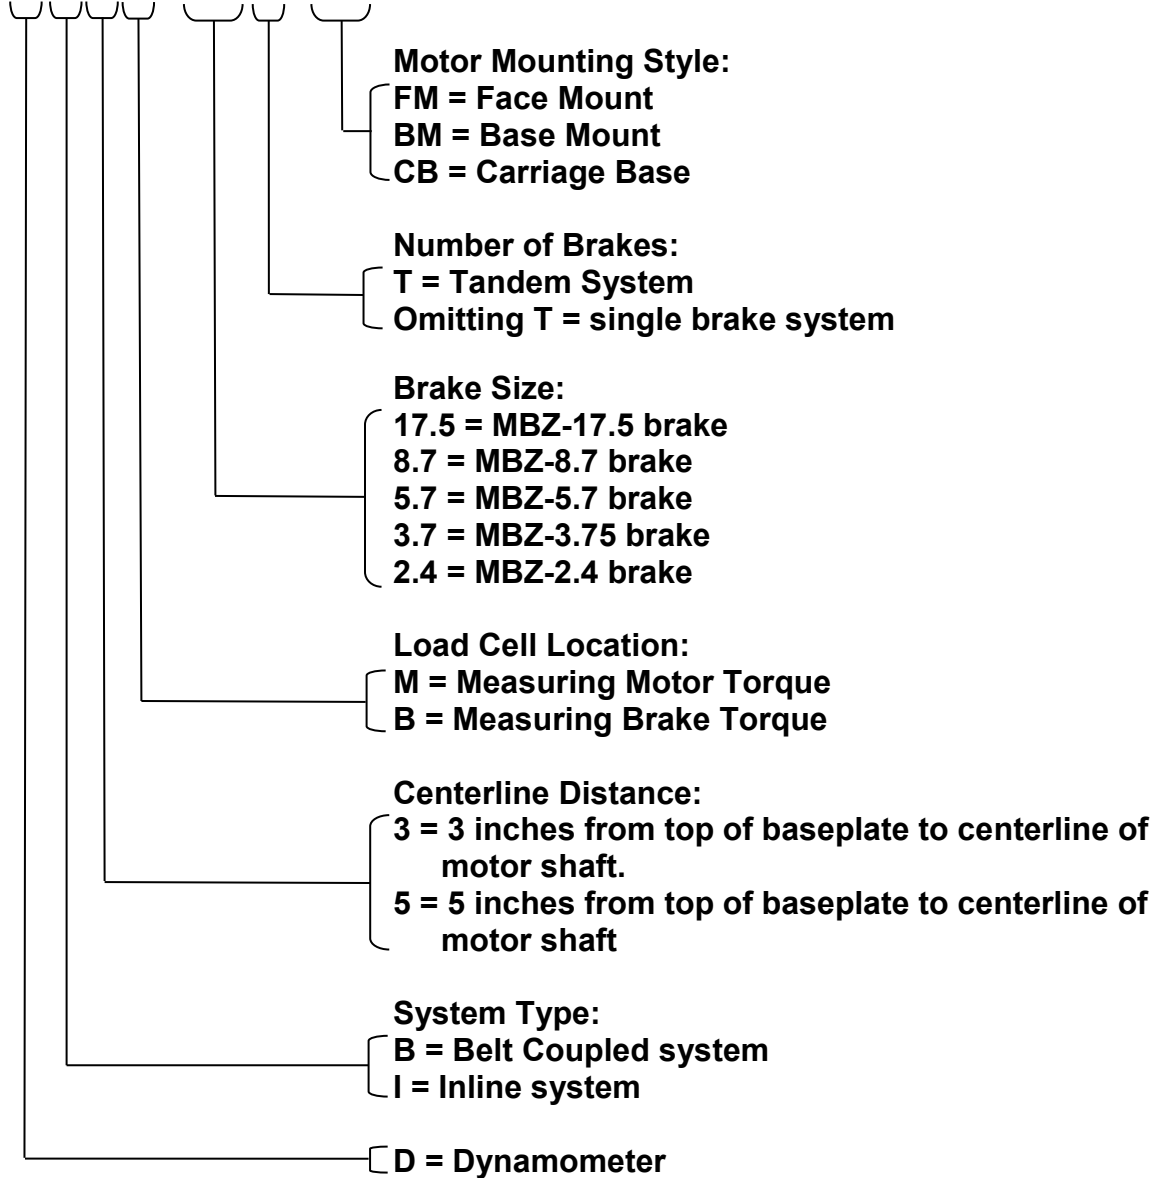 Motor Mounting Style:
FM = Face Mount
BM = Base Mount
CB = Carriage Base
Number of Brakes:
T = Tandem System
Omitting T = single brake system
Brake Size:
17.5 = MBZ-17.5 brake
8.7 = MBZ-8.7 brake
5.7 = MBZ-5.7 brake
3.7 = MBZ-3.75 brake
2.4 = MBZ-2.4 brake
Load Cell Location:
M = Measuring Motor Torque
B = Measuring Brake Torque
Centerline Distance:
3 = 3 inches from top of baseplate to centerline of
motor shaft.
5 = 5 inches from top of baseplate to centerline of
motor shaft
System Type:
B = Belt Coupled system
I = Inline system
D = Dynamometer